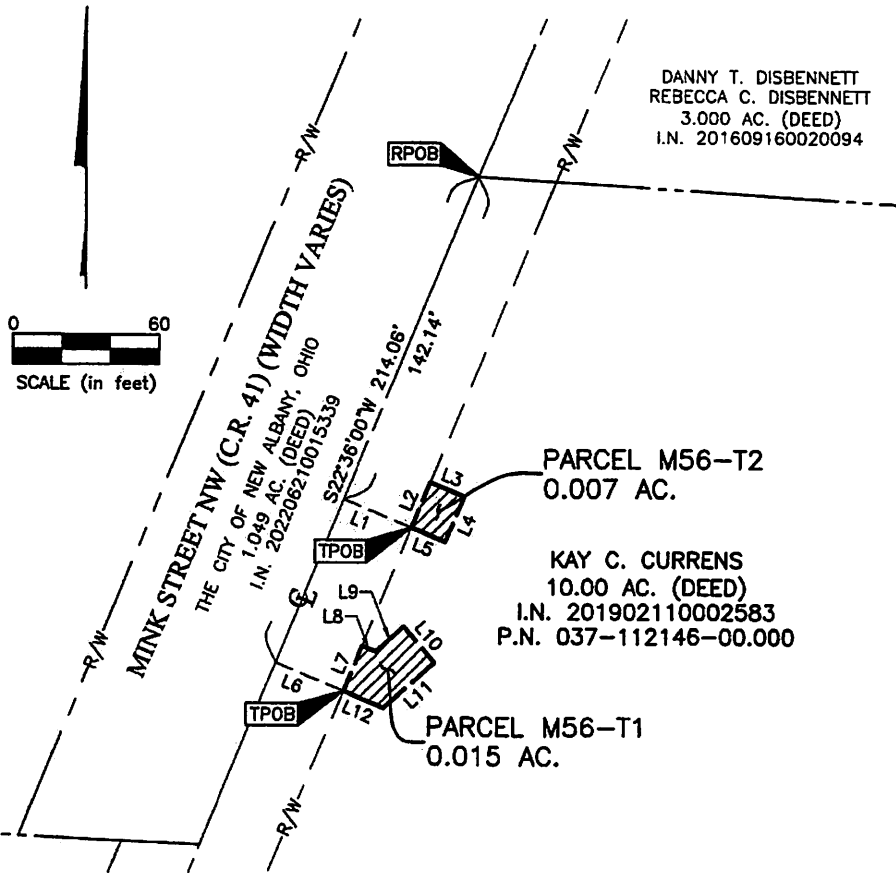 DANNY T. DISBENNETT
REBECCA C. DISBENNETT
3.000 AC. (DEED)
I.N. 201609160020094
R/W
R/W
RPOB
0 60
SCALE (in feet)
MINK STREET NW (C.R. 41) (WIDTH VARIES)
THE CITY OF NEW ALBANY, OHIO
1.049 AC. (DEED)
I.N. 202206210015339
S22°36'00"W 214.06'
142.14'
L1
L2
L3
L4
L5
PARCEL M56-T2
0.007 AC.
TPOB
KAY C. CURRENS
10.00 AC. (DEED)
I.N. 201902110002583
P.N. 037-112146-00.000
CL
L9
L8
L10
L7
L6
L11
L12
R/W
TPOB
PARCEL M56-T1
0.015 AC.
R/W